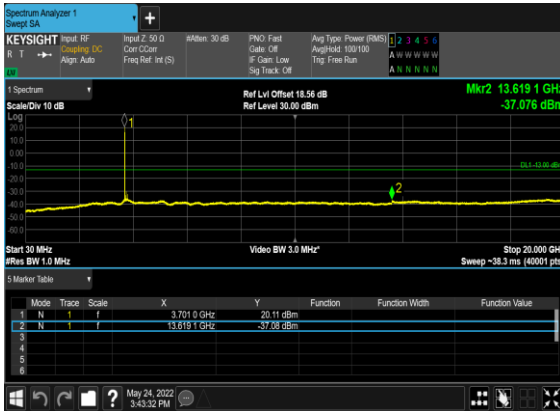 Spectrum Analyzer 1
Swept SA
+
KEYSIGHT Input: RF Input Z: 50 Ω #Atten: 30 dB PNO: Fast Avg Type: Power (RMS) 1 2 3 4 5 6
R T Coupling: DC Corr CCorr Gate: Off Avg|Hold: 100/100 A W W W W W
Align: Auto Freq Ref: Int (S) IF Gain: Low Trig: Free Run
Sig Track: Off A N N N N N
1 Spectrum
Scale/Div 10 dB
Ref Lvl Offset 18.56 dB
Ref Level 30.00 dBm
Mkr2 13.619 1 GHz
-37.076 dBm
Log
20.0
10.0
0.00
-10.0
-20.0
-30.0
-40.0
-50.0
-60.0
1
DL1 -13.00 dBm
2
Start 30 MHz Video BW 3.0 MHz* Stop 20.000 GHz
#Res BW 1.0 MHz Sweep ~38.3 ms (40001 pts)
5 Marker Table
Mode Trace Scale X Y Function Function Width Function Value
1 N 1 f 3.701 0 GHz 20.11 dBm
2 N 1 f 13.619 1 GHz -37.08 dBm
3
4
5
6
? May 24, 2022
3:43:32 PM